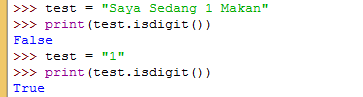 >>> test = "Saya Sedang 1 Makan"
>>> print(test.isdigit())
False
>>> test = "1"
>>> print(test.isdigit())
True